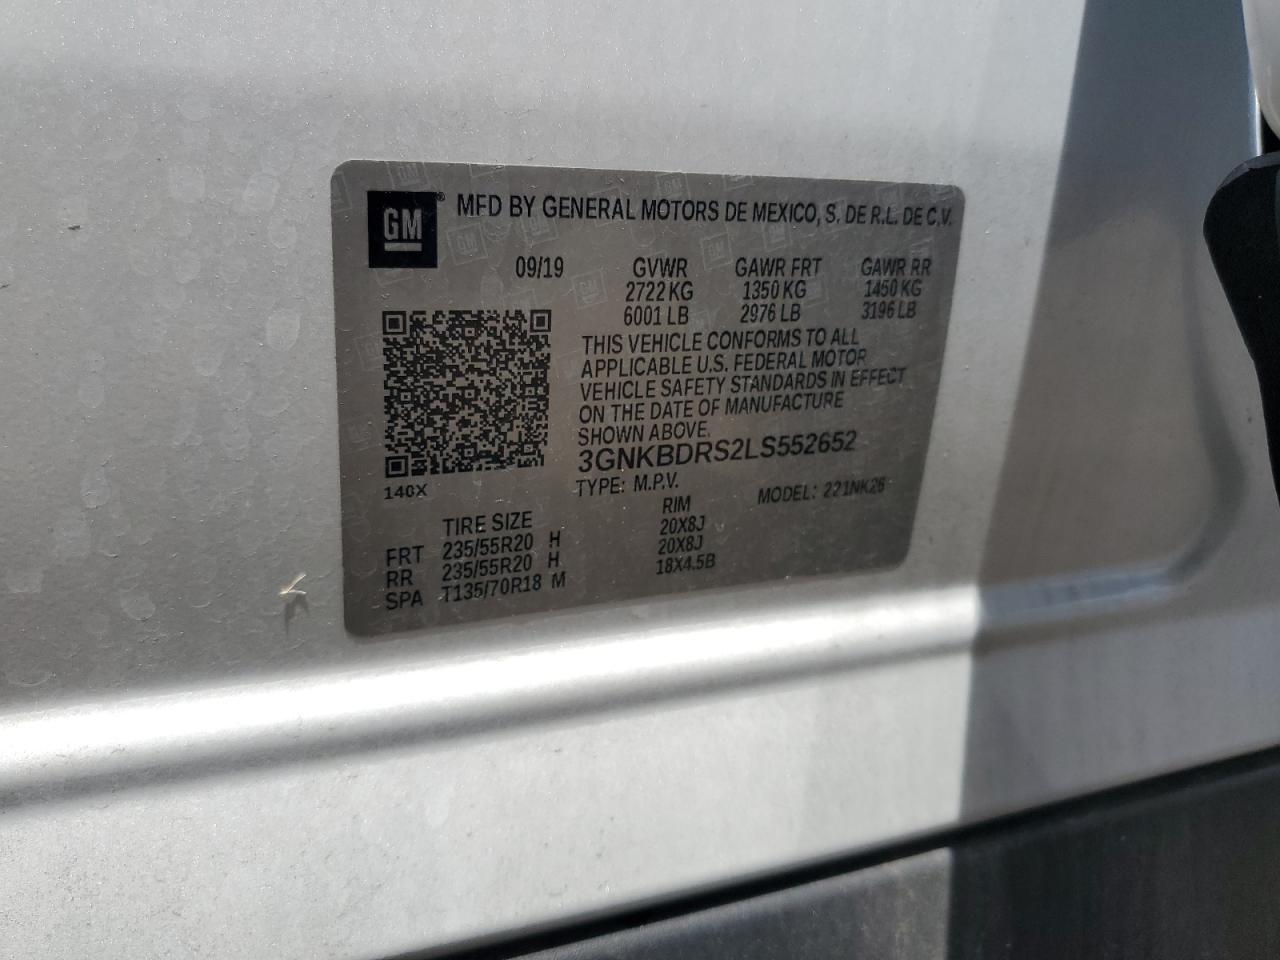 GM® MFD BY GENERAL MOTORS DE MEXICO, S. DE R.L. DE C.V.
09/19 GVWR GAWR FRT GAWR RR
2722 KG 1350 KG 1450 KG
6001 LB 2976 LB 3196 LB
THIS VEHICLE CONFORMS TO ALL
APPLICABLE U.S. FEDERAL MOTOR
VEHICLE SAFETY STANDARDS IN EFFECT
ON THE DATE OF MANUFACTURE
SHOWN ABOVE.
3GNKBDRS2LS552652
140X TYPE: M.P.V. MODEL: 221NK26
TIRE SIZE RIM
FRT 235/55R20 H 20X8J
RR 235/55R20 H 20X8J
SPA T135/70R18 M 18X4.5B